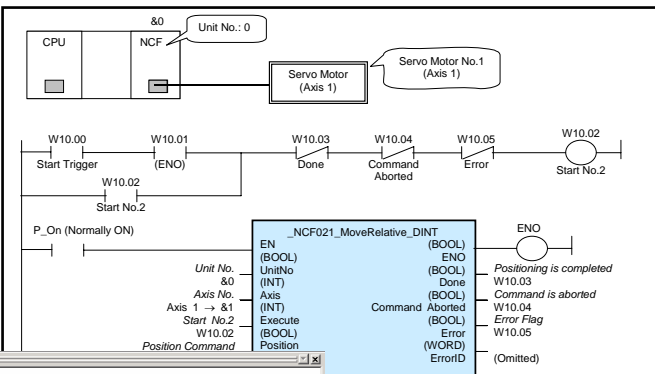 &0
Unit No.: 0
CPU
NCF
Servo Motor No.1
(Axis 1)
Servo Motor
(Axis 1)
W10.00
W10.01
W10.03
W10.04
W10.05
W10.02
Start Trigger
(ENO)
Done
Command
Aborted
Error
Start No.2
W10.02
Start No.2
P_On (Normally ON)
_NCF021_MoveRelative_DINT
ENO
EN
(BOOL)
(BOOL)
ENO
Unit No.
UnitNo
(BOOL)
Positioning is completed
&0
(INT)
Done
W10.03
Axis No.
Axis
(BOOL)
Command is aborted
Axis 1 → &1
(INT)
Command Aborted
W10.04
Start No.2
Execute
(BOOL)
Error Flag
W10.02
(BOOL)
Error
W10.05
Position Command
Position
(WORD)
ErrorID
(Omitted)